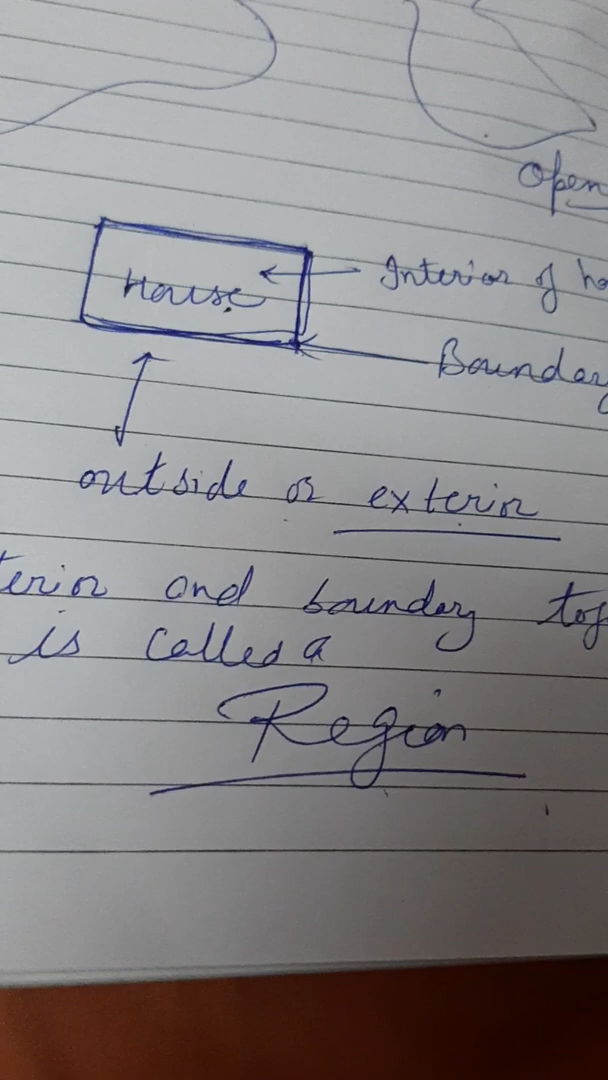 Open
House
Interior of ho
Boundary
outside or exterior
terior and boundary tog
is called a
Region